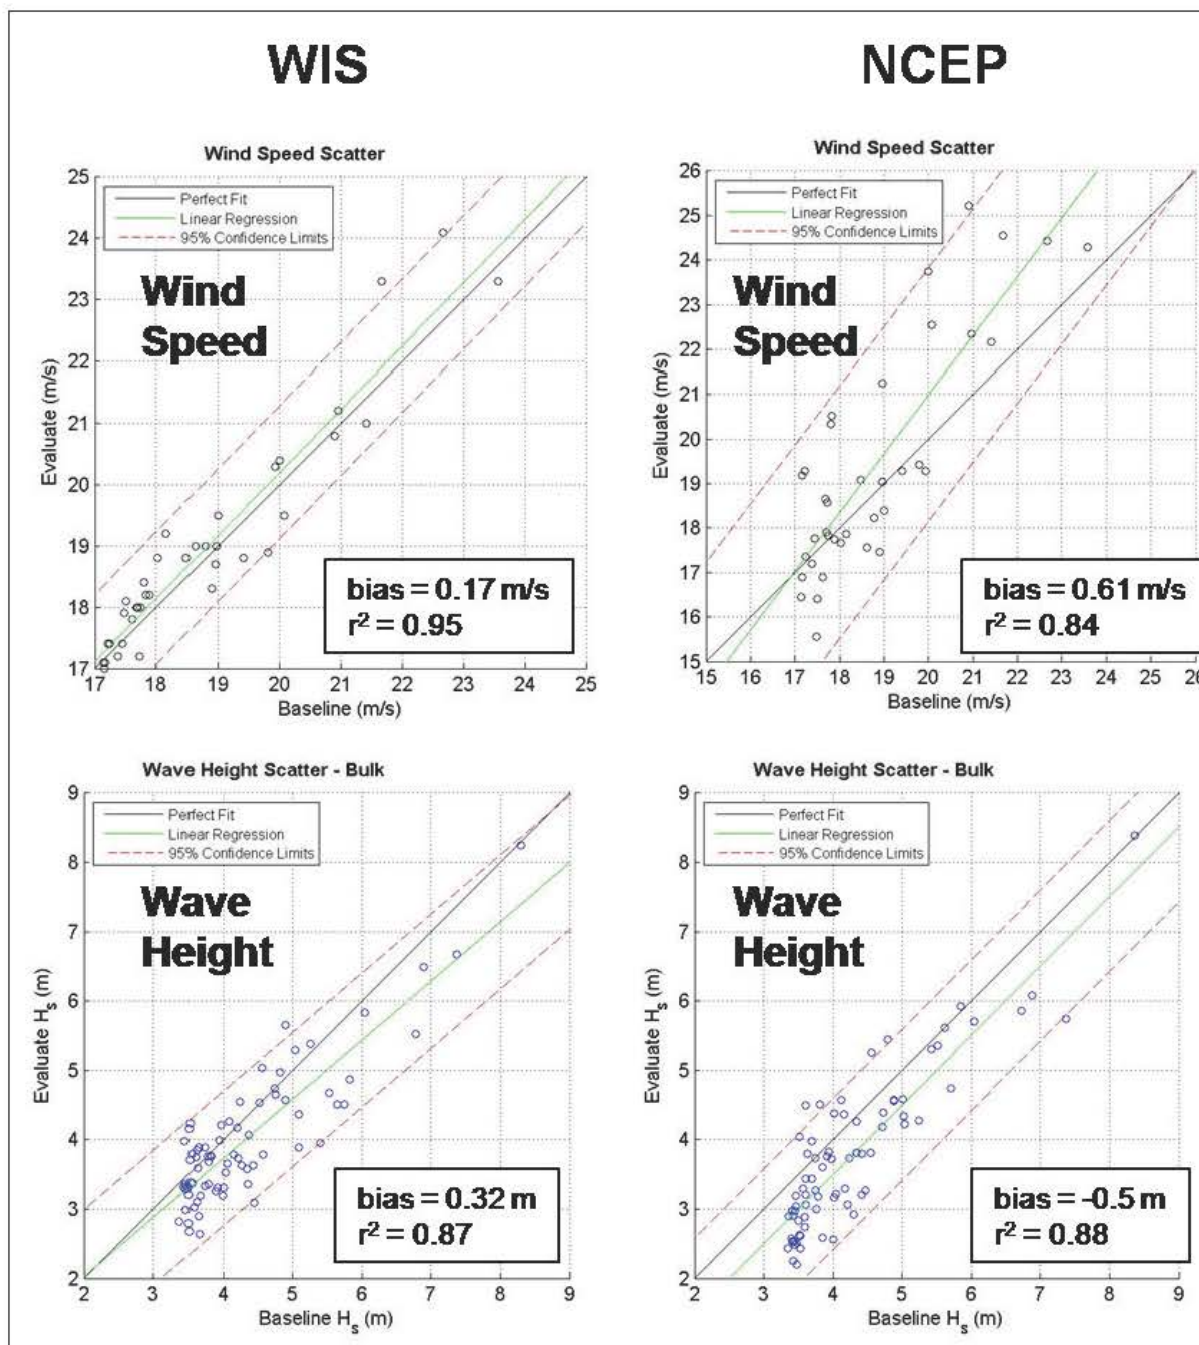 WIS
NCEP
Wind Speed Scatter
25
24
23
22
21
20
19
18
17
Perfect Fit
Linear Regression
95% Confidence Limits
Wind
Speed
bias = 0.17 m/s
r² = 0.95
Evaluate (m/s)
17 18 19 20 21 22 23 24 25
Baseline (m/s)
Wind Speed Scatter
26
25
24
23
22
21
20
19
18
17
16
15
Perfect Fit
Linear Regression
95% Confidence Limits
Wind
Speed
bias = 0.61 m/s
r² = 0.84
Evaluate (m/s)
15 16 17 18 19 20 21 22 23 24 25 26
Baseline (m/s)
Wave Height Scatter - Bulk
9
8
7
6
5
4
3
2
Perfect Fit
Linear Regression
95% Confidence Limits
Wave
Height
bias = 0.32 m
r² = 0.87
Evaluate Hs (m)
2 3 4 5 6 7 8 9
Baseline Hs (m)
Wave Height Scatter - Bulk
9
8
7
6
5
4
3
2
Perfect Fit
Linear Regression
95% Confidence Limits
Wave
Height
bias = -0.5 m
r² = 0.88
Evaluate Hs (m)
2 3 4 5 6 7 8 9
Baseline Hs (m)